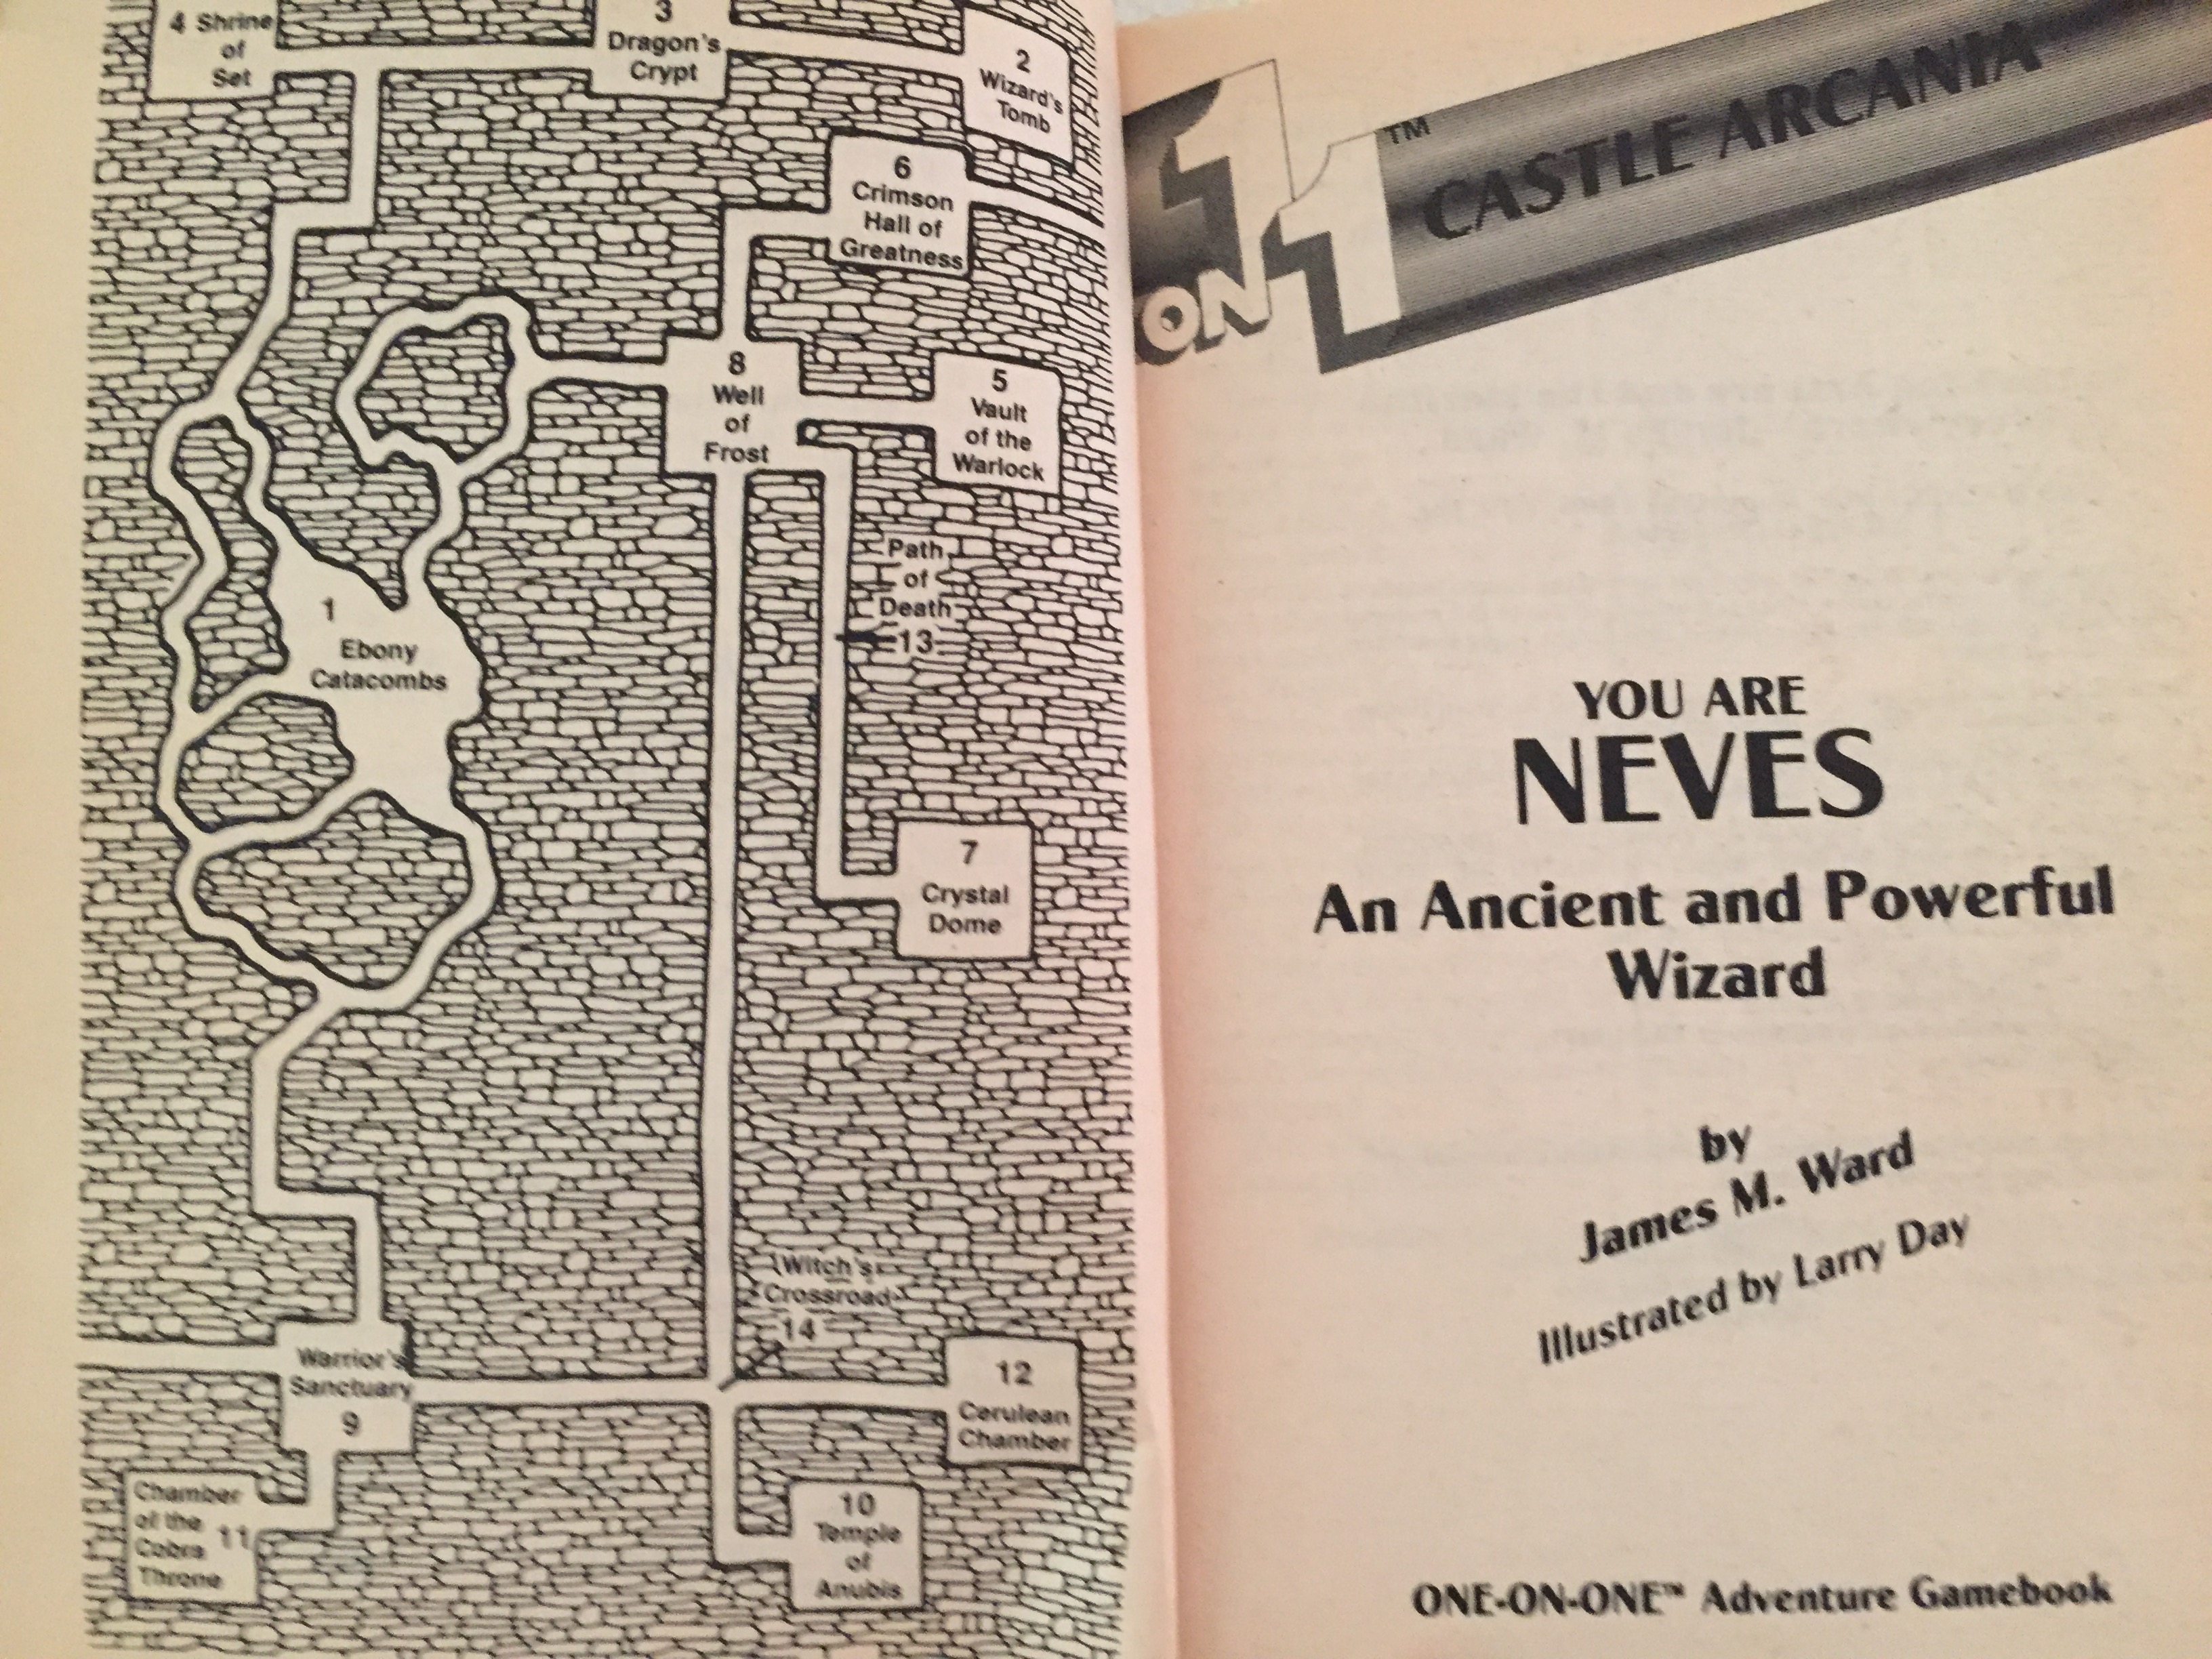 4 Shrine
of
Set
3
Dragon's
Crypt
2
Wizard's
Tomb
6
Crimson
Hall of
Greatness
8
Well
of
Frost
5
Vault
of the
Warlock
Path
of
Death
13
1
Ebony
Catacombs
7
Crystal
Dome
Witch's
Crossroad
14
Warrior's
Sanctuary
9
12
Cerulean
Chamber
Chamber
of the
Cobra 11
Throne
10
Temple
of
Anubis
ON 1 1™ CASTLE ARCANIA
YOU ARE
NEVES
An Ancient and Powerful
Wizard
by
James M. Ward
Illustrated by Larry Day
ONE-ON-ONE™ Adventure Gamebook